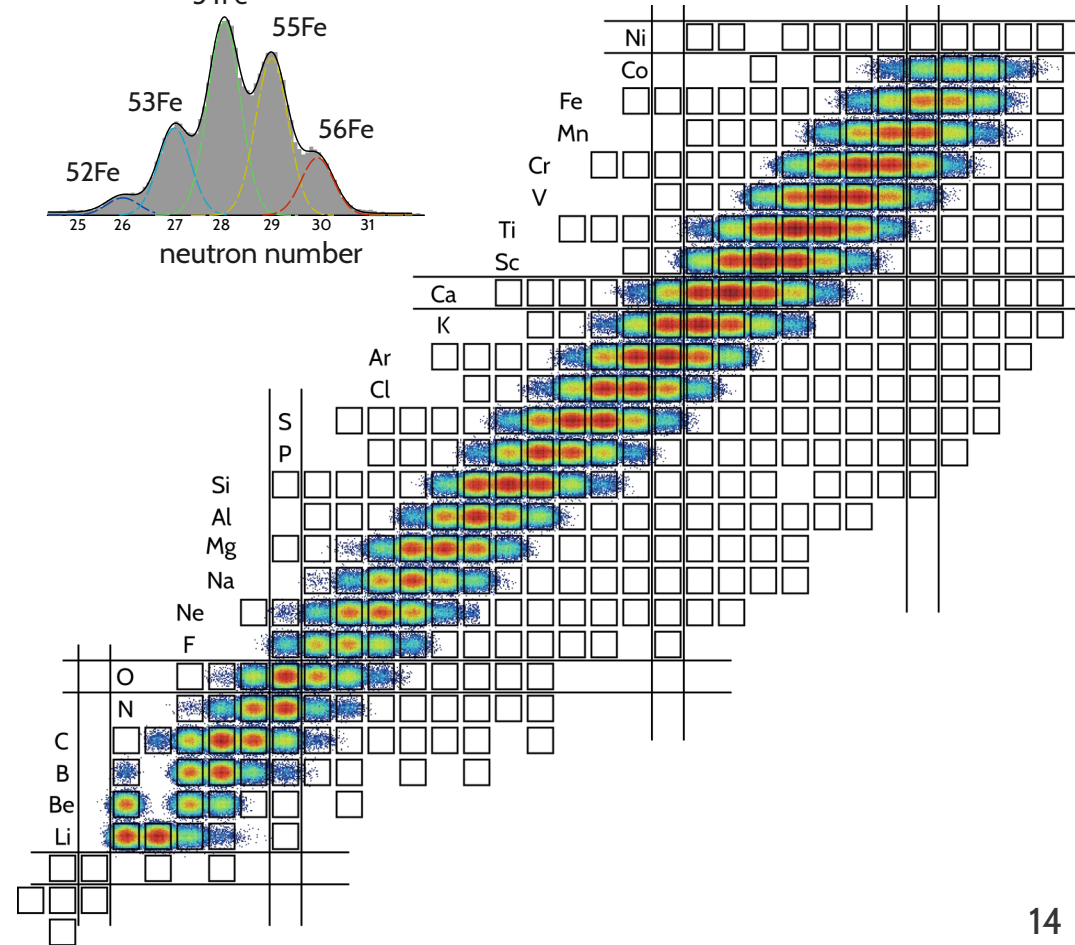 55Fe
53Fe
56Fe
52Fe
25 26 27 28 29 30 31
neutron number
Ni
Co
Fe
Mn
Cr
V
Ti
Sc
Ca
K
Ar
Cl
S
P
Si
Al
Mg
Na
Ne
F
O
N
C
B
Be
Li
14